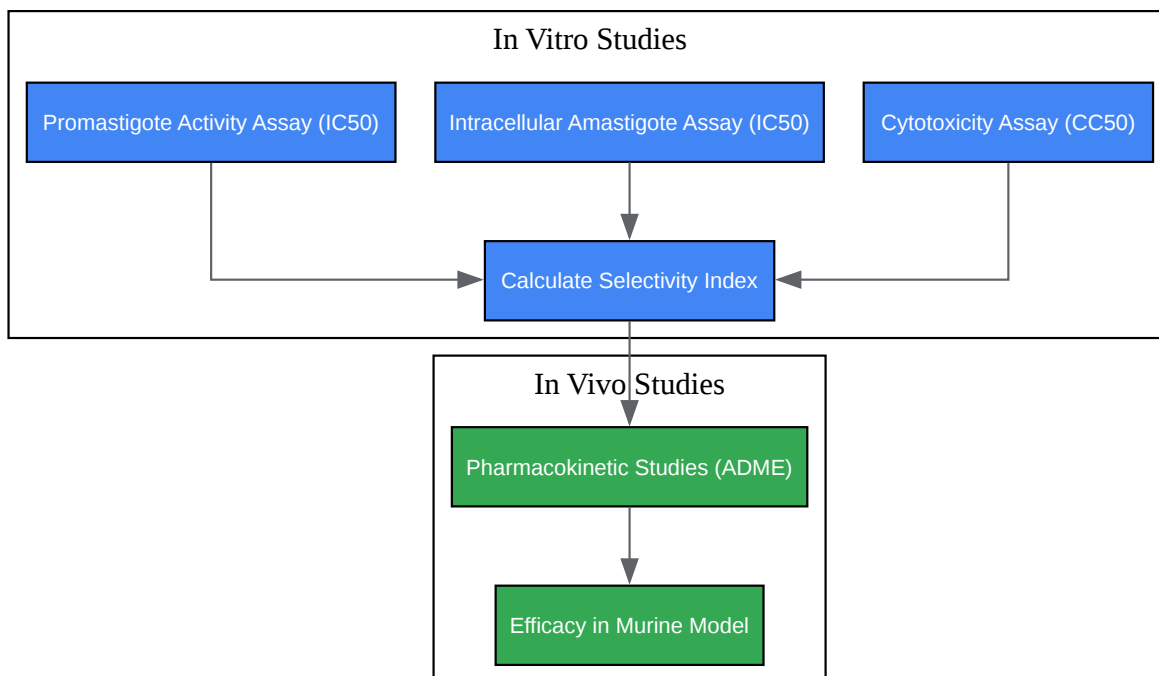 In Vitro Studies
Promastigote Activity Assay (IC50)
Intracellular Amastigote Assay (IC50)
Cytotoxicity Assay (CC50)
Calculate Selectivity Index
In Vivo Studies
Pharmacokinetic Studies (ADME)
Efficacy in Murine Model